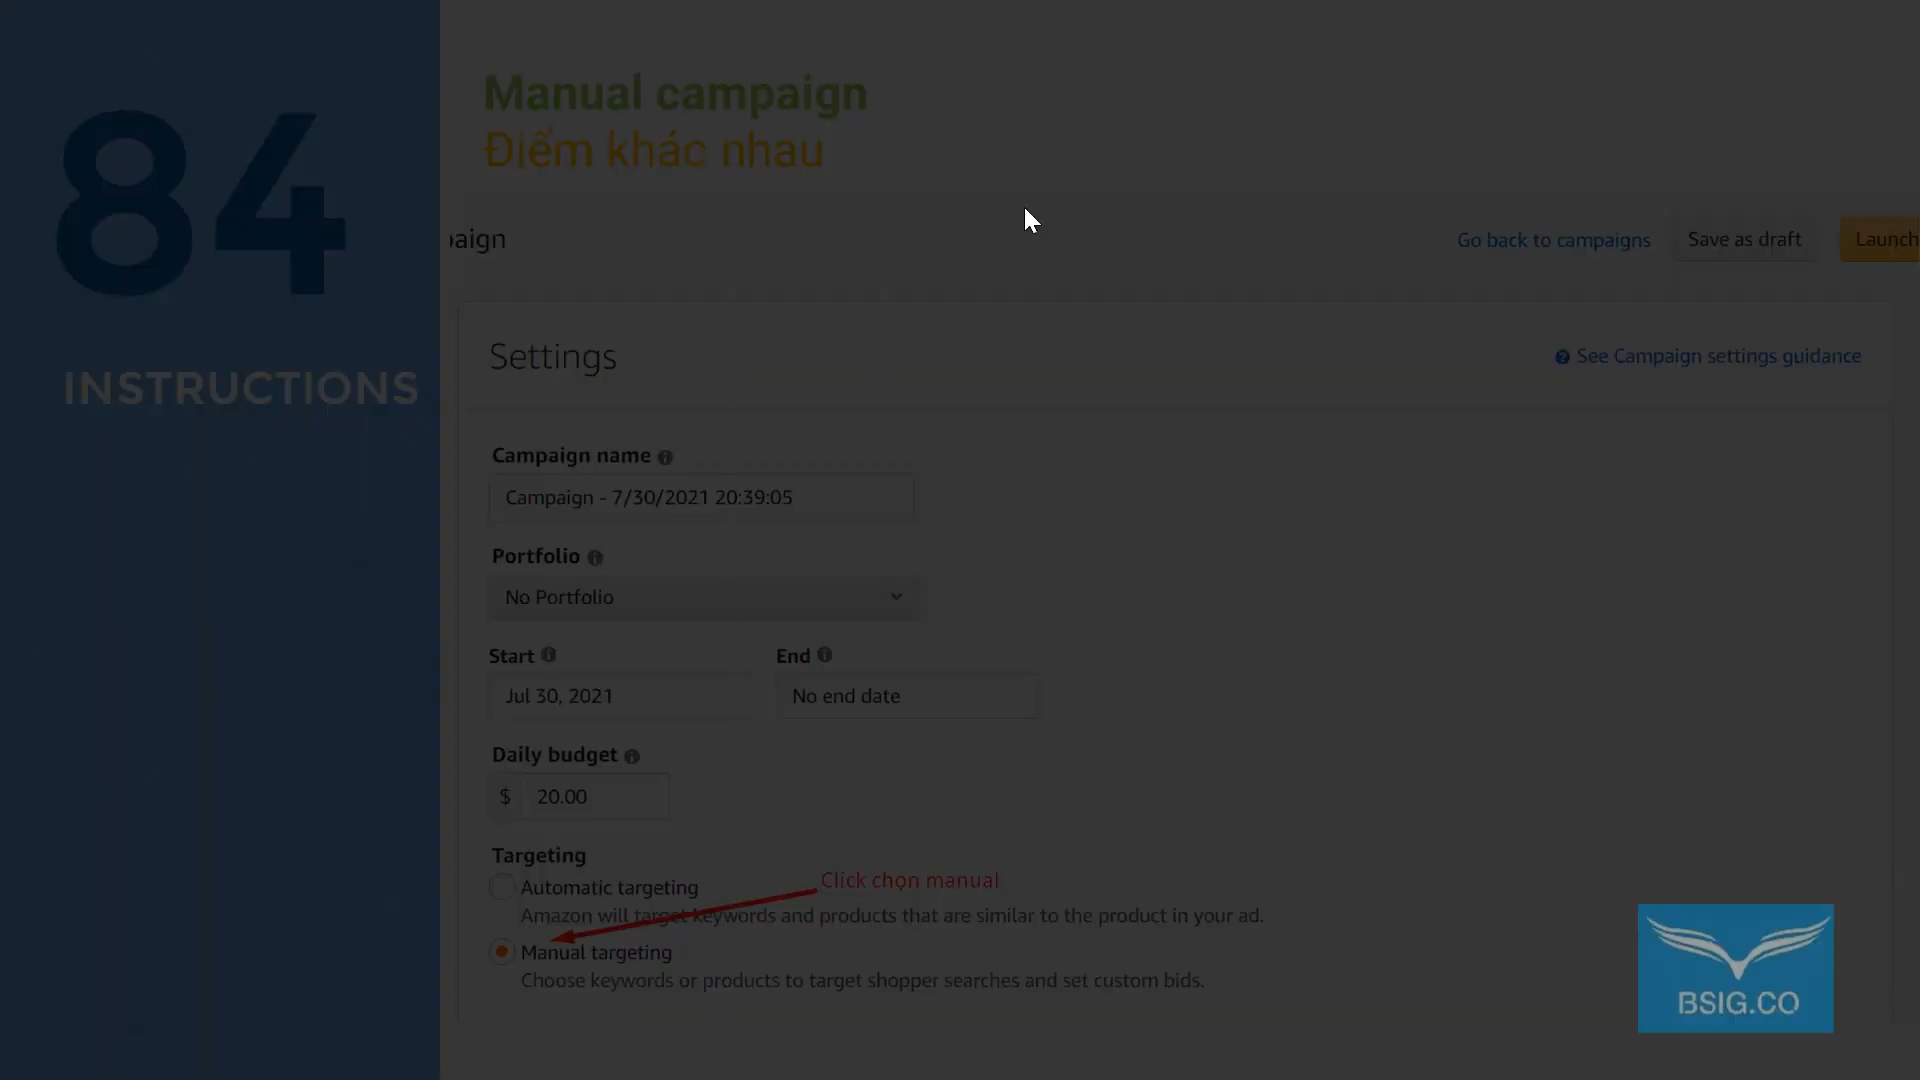 84
INSTRUCTIONS
Manual campaign
Điểm khác nhau
paign
Go back to campaigns
Save as draft
Launch
Settings
See Campaign settings guidance
Campaign name
Campaign - 7/30/2021 20:39:05
Portfolio
No Portfolio
Start
End
Jul 30, 2021
No end date
Daily budget
$ 20.00
Targeting
Automatic targeting
Click chọn manual
Amazon will target keywords and products that are similar to the product in your ad.
Manual targeting
Choose keywords or products to target shopper searches and set custom bids.
BSIG.CO